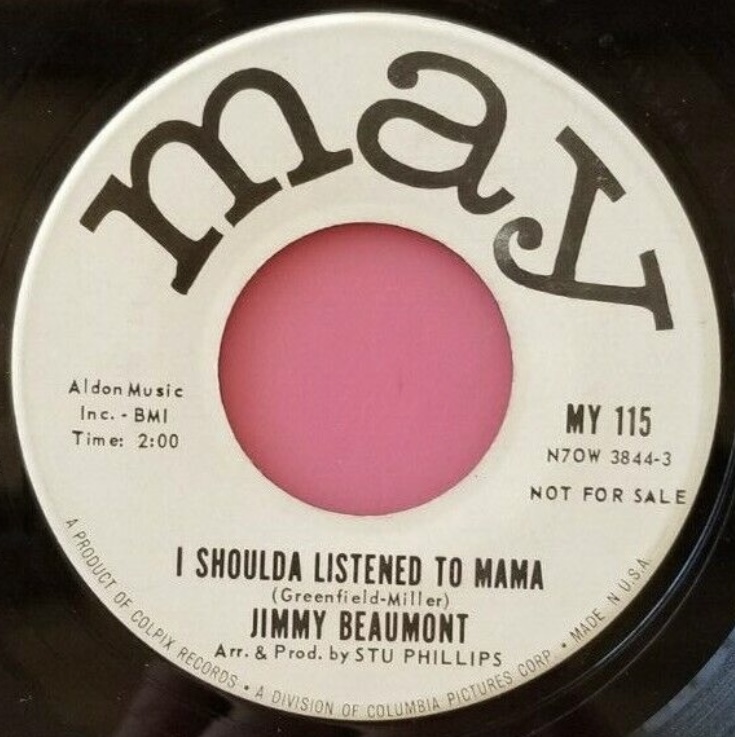 may
Aldon Music
Inc. - BMI
Time: 2:00
MY 115
N7OW 3844-3
NOT FOR SALE
I SHOULDA LISTENED TO MAMA
(Greenfield-Miller)
JIMMY BEAUMONT
Arr. & Prod. by STU PHILLIPS
A PRODUCT OF COLPIX RECORDS • A DIVISION OF COLUMBIA PICTURES CORP. • MADE N U.S.A.